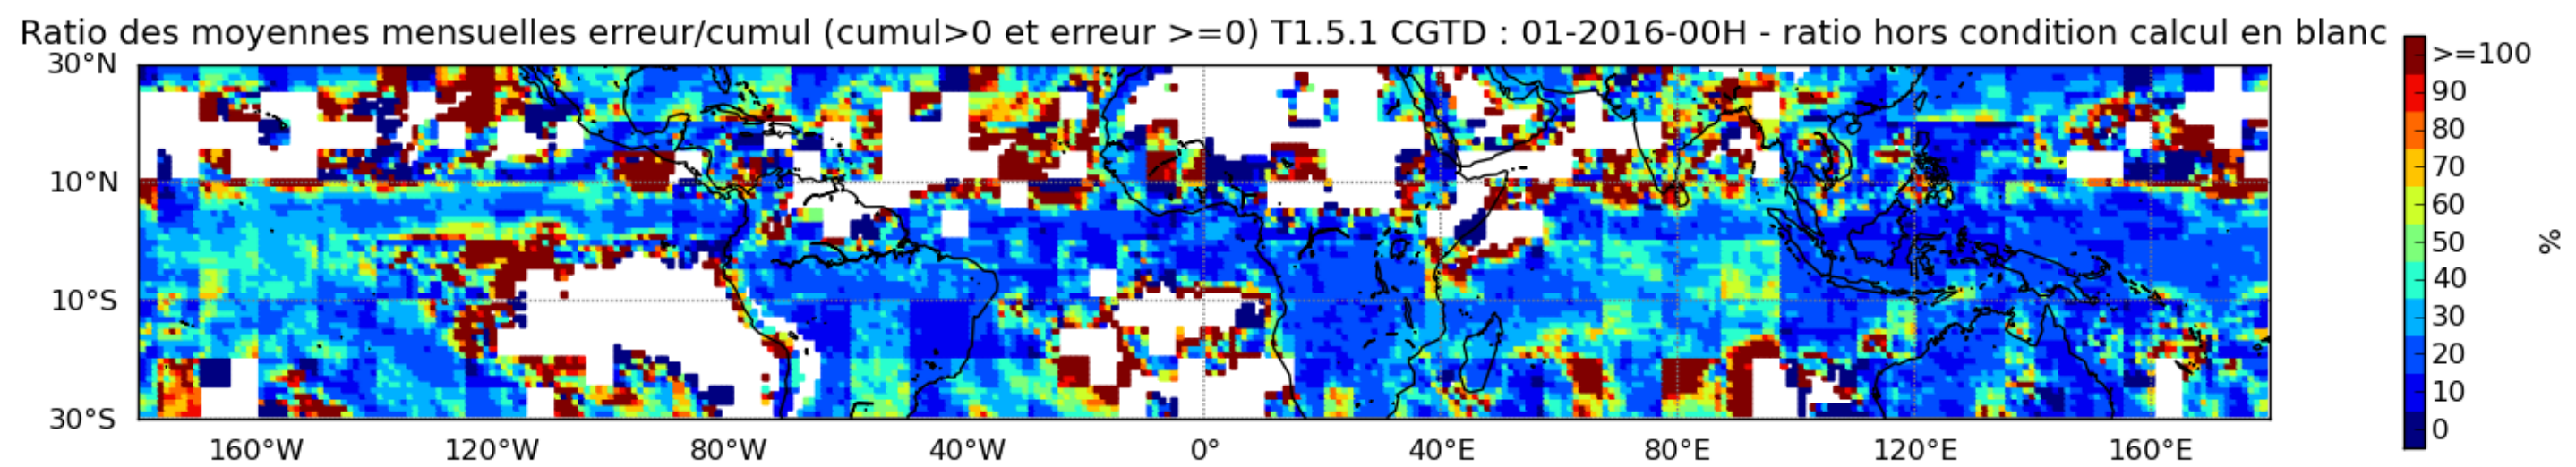 Ratio des moyennes mensuelles erreur/cumul (cumul>0 et erreur >=0) T1.5.1 CGTD : 01-2016-00H - ratio hors condition calcul en blanc
30°N
10°N
10°S
30°S
160°W 120°W 80°W 40°W 0° 40°E 80°E 120°E 160°E
>=100
90
80
70
60
50
40
30
20
10
0
%